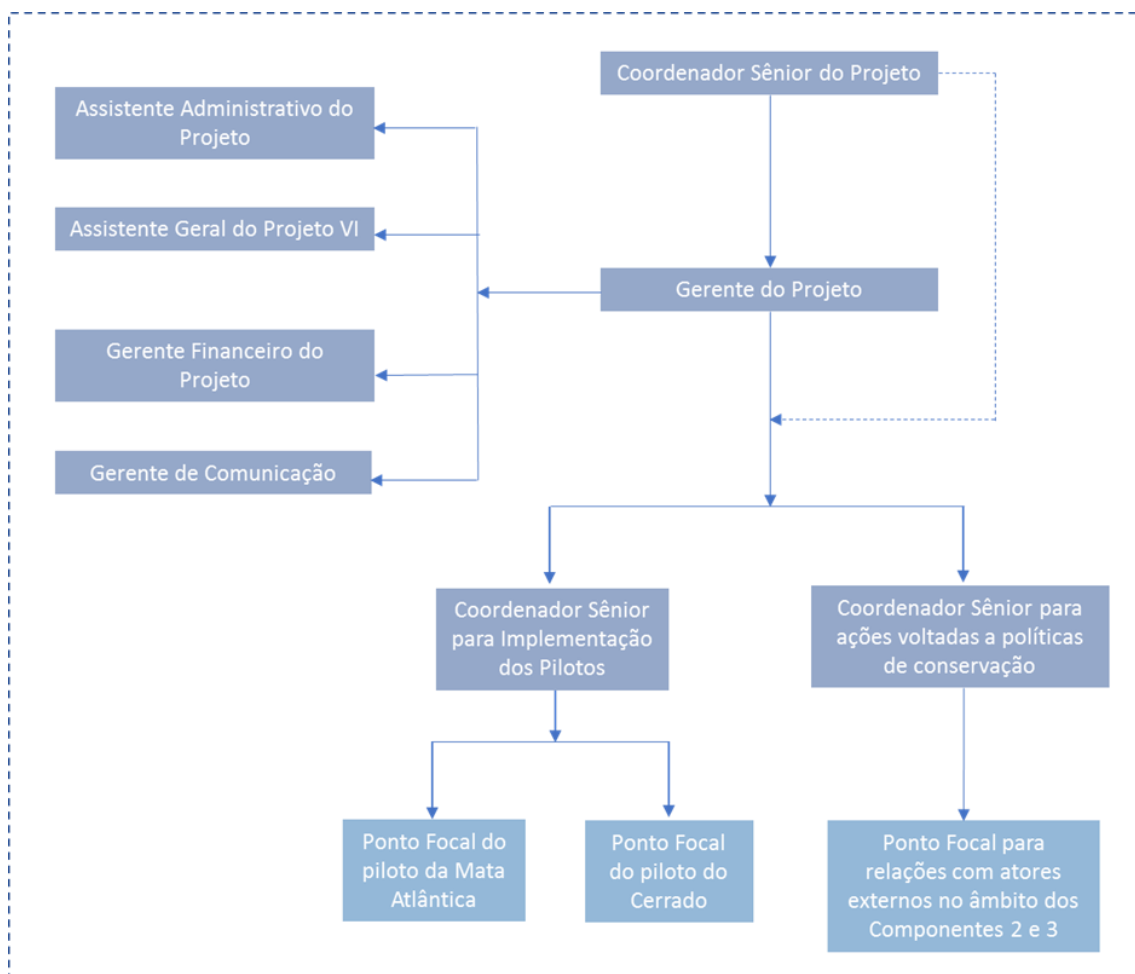 Coordenador Sênior do Projeto
Assistente Administrativo do
Projeto
Assistente Geral do Projeto VI
Gerente do Projeto
Gerente Financeiro do
Projeto
Gerente de Comunicação
Coordenador Sênior
para Implementação
dos Pilotos
Coordenador Sênior para
ações voltadas a políticas
de conservação
Ponto Focal do
piloto da Mata
Atlântica
Ponto Focal
do piloto do
Cerrado
Ponto Focal para
relações com atores
externos no âmbito dos
Componentes 2 e 3